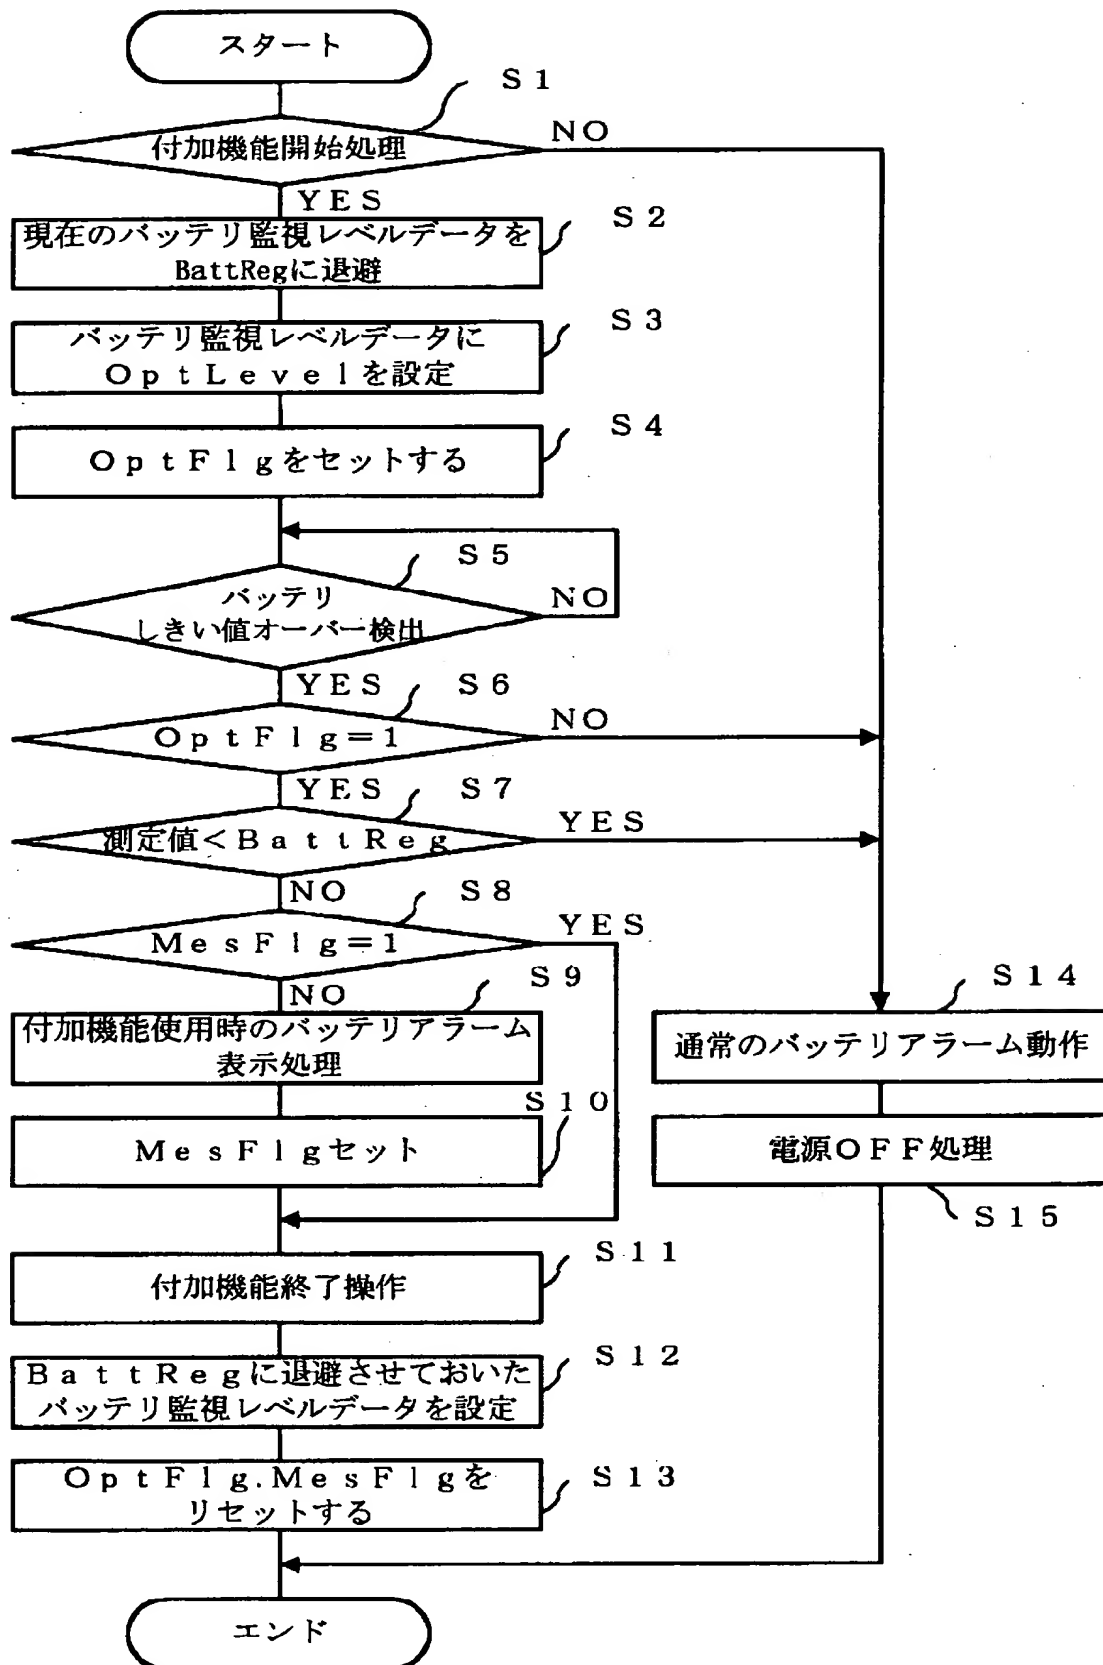 スタート
S1
付加機能開始処理
NO
YES
S2
現在のバッテリ監視レベルデータを
BattRegに退避
S3
バッテリ監視レベルデータに
OptLevelを設定
S4
OptFlgをセットする
S5
バッテリ
しきい値オーバー検出
NO
YES
S6
OptFlg=1
NO
YES
S7
測定値<BattReg
YES
NO
S8
MesFlg=1
YES
NO
S9
付加機能使用時のバッテリアラーム
表示処理
S10
MesFlgセット
S14
通常のバッテリアラーム動作
電源OFF処理
S15
S11
付加機能終了操作
S12
BattRegに退避させておいた
バッテリ監視レベルデータを設定
S13
OptFlg.MesFlgを
リセットする
エンド